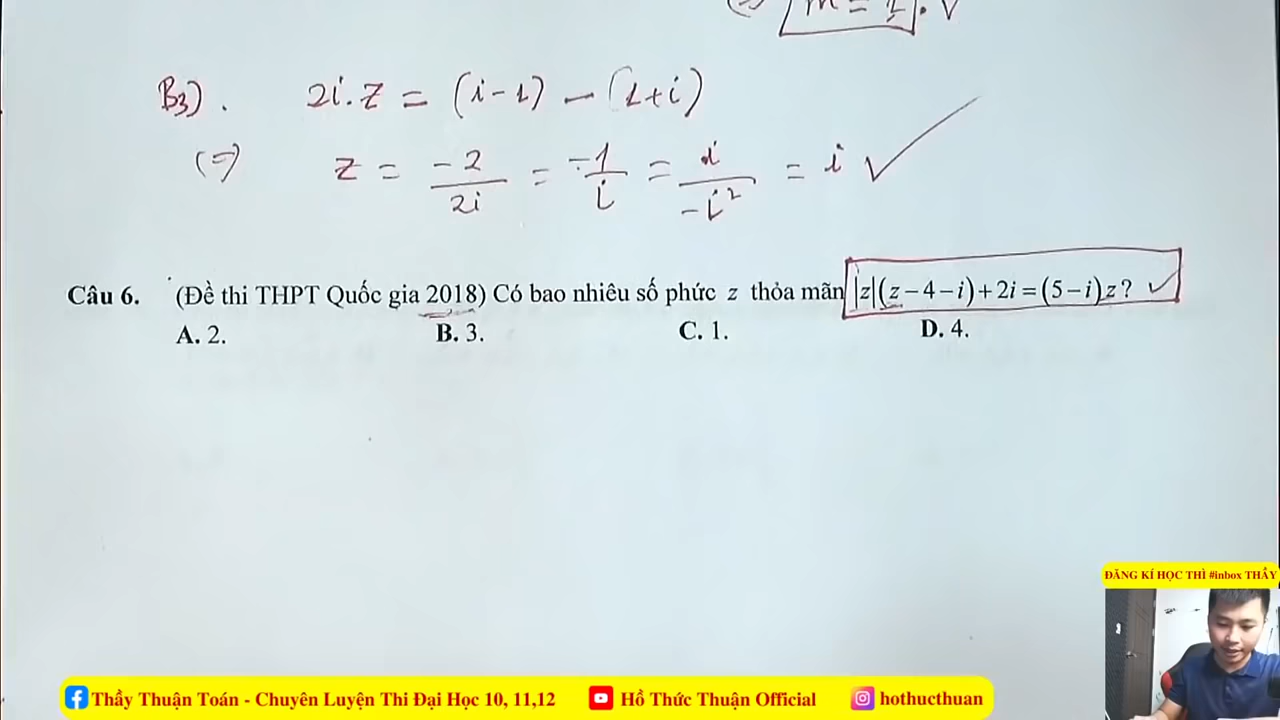 (=) m = 1.
B3). 2i.z = (i-1) - (1+i)
(=) z = -2/2i = -1/i = i/-i² = i
Câu 6. (Đề thi THPT Quốc gia 2018) Có bao nhiêu số phức z thỏa mãn |z|(z-4-i)+2i=(5-i)z?
A. 2. B. 3. C. 1. D. 4.
ĐĂNG KÍ HỌC THÌ #inbox THẦY
Thầy Thuận Toán - Chuyên Luyện Thi Đại Học 10, 11,12 Hồ Thức Thuận Official hothucthuan